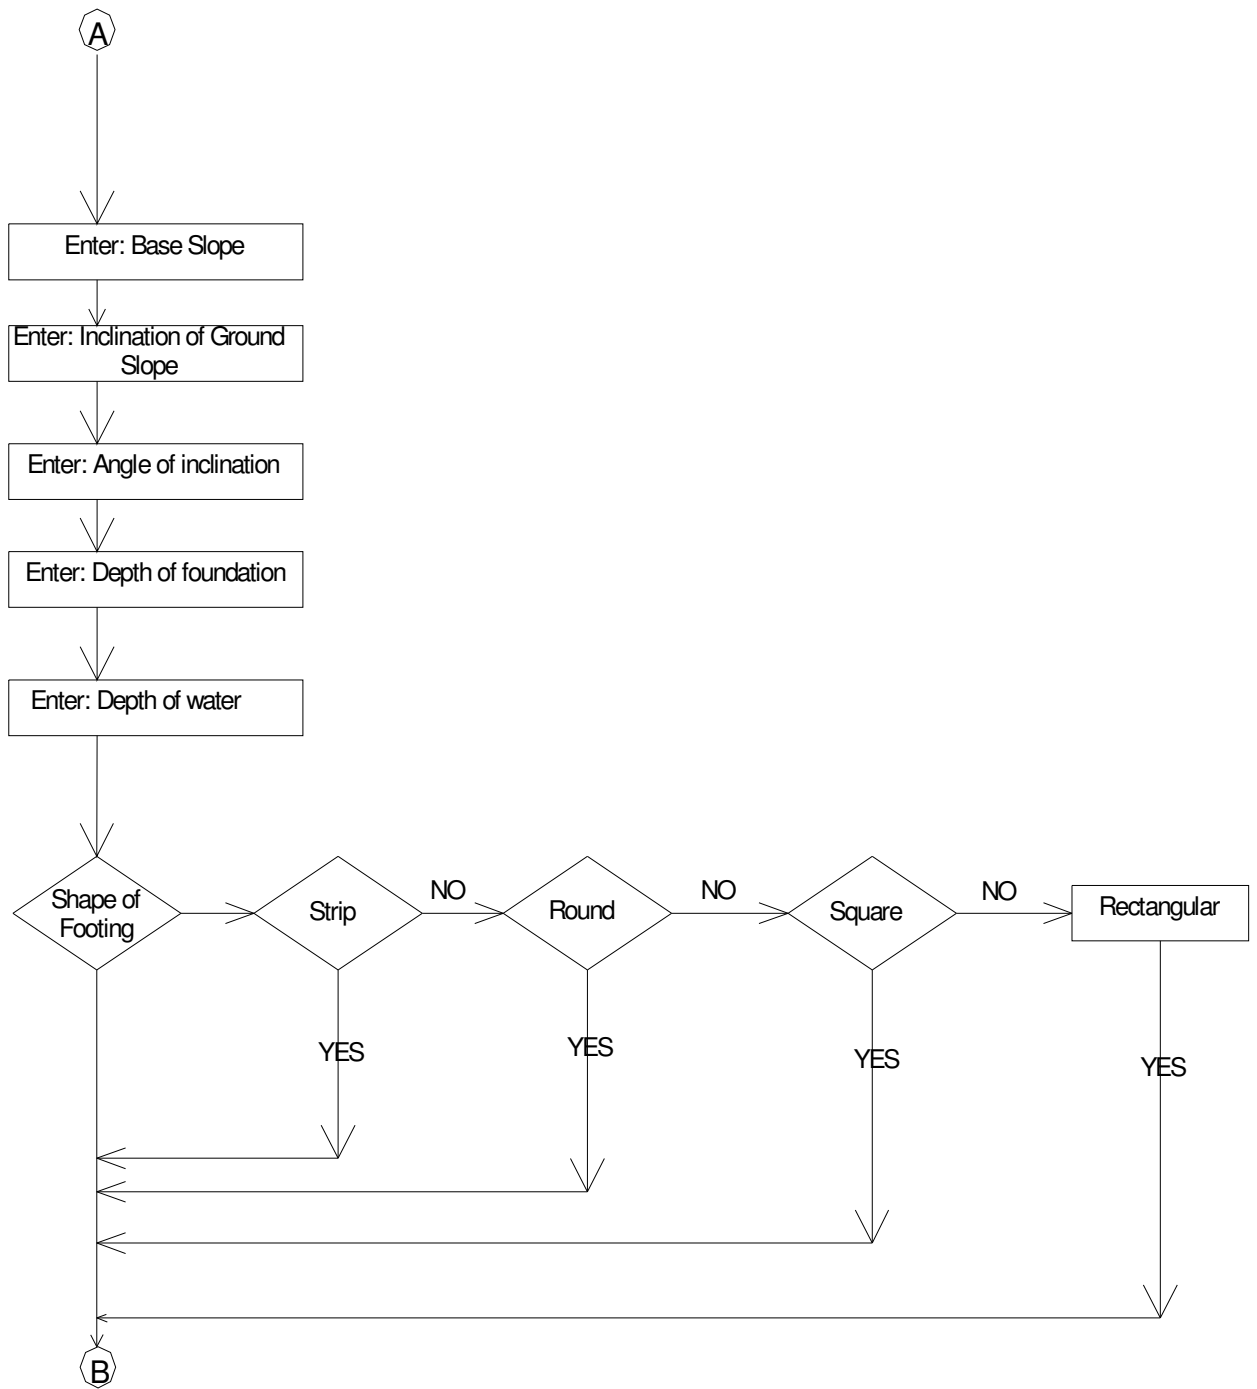 A
Enter: Base Slope
Enter: Inclination of Ground
Slope
Enter: Angle of inclination
Enter: Depth of foundation
Enter: Depth of water
Shape of
Footing
Strip
NO
Round
NO
Square
NO
Rectangular
YES
YES
YES
YES
B